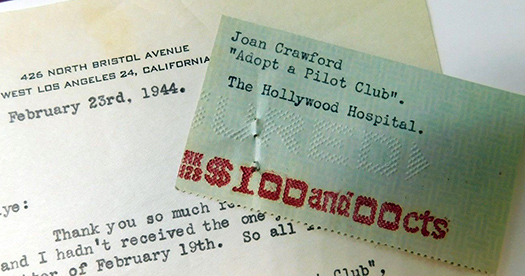 426 NORTH BRISTOL AVENUE
WEST LOS ANGELES 24, CALIFORNIA
February 23rd, 1944.
Joan Crawford
"Adopt a Pilot Club".
The Hollywood Hospital.
$100and00cts
Thank you so much
and I hadn't received the one
of February 19th. So all
Club",